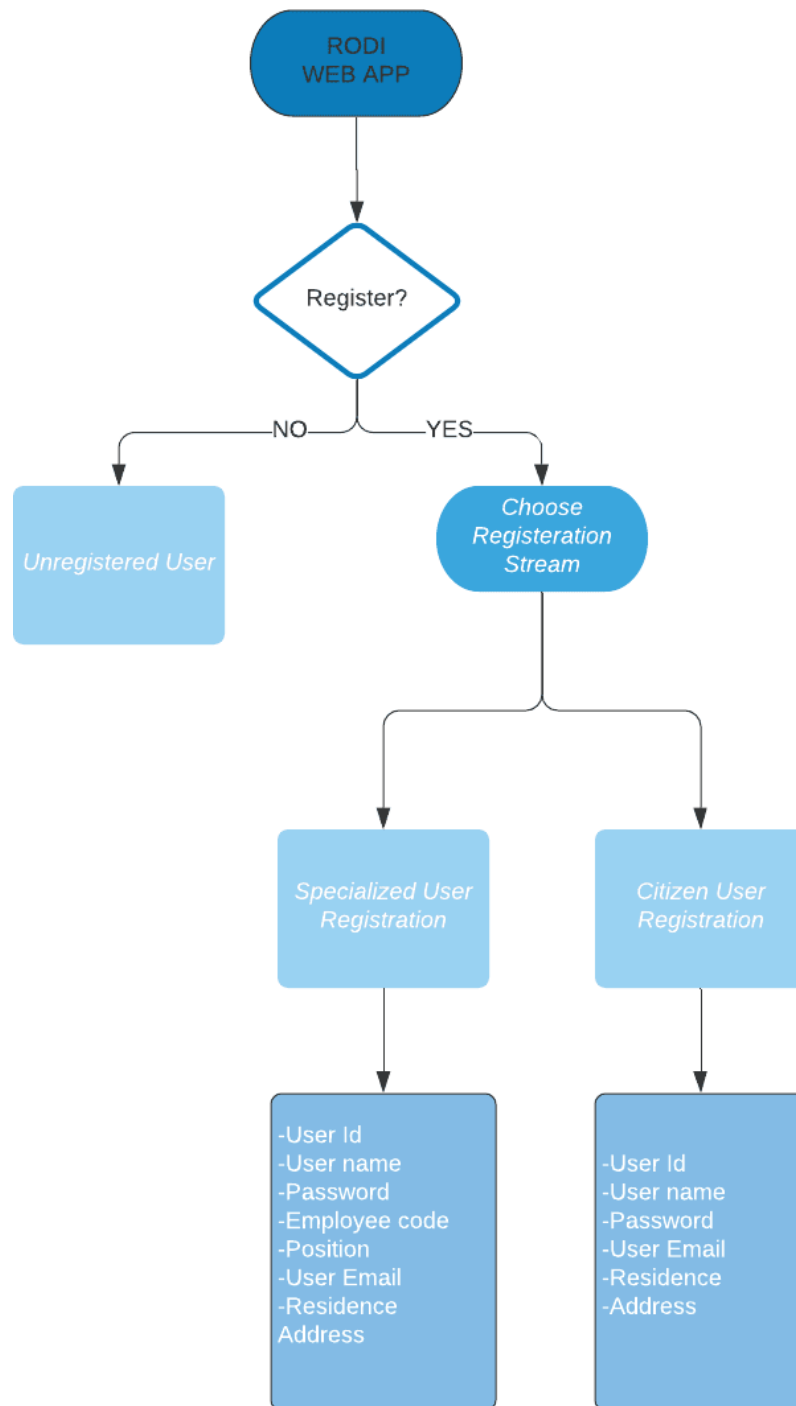 RODI
WEB APP
Register?
NO
YES
Unregistered User
Choose
Registeration
Stream
Specialized User
Registration
Citizen User
Registration
-User Id
-User name
-Password
-Employee code
-Position
-User Email
-Residence
Address
-User Id
-User name
-Password
-User Email
-Residence
-Address